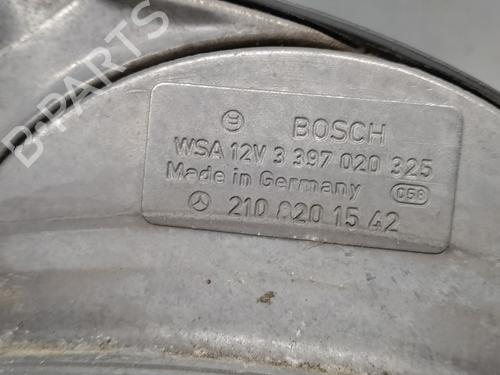 B-PARTS
BOSCH
WSA 12V 3 397 020 325
Made in Germany 058
210 820 15 42